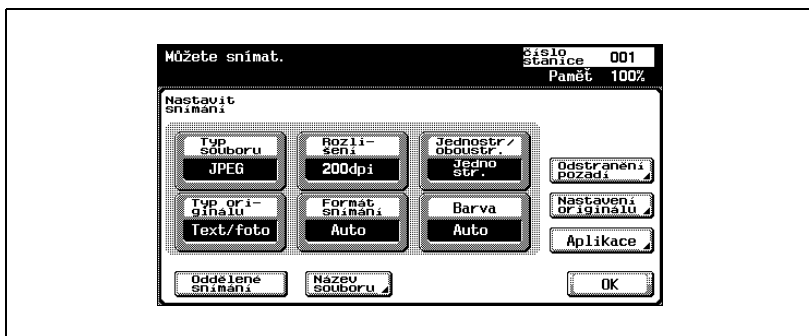 Můžete snímat.
číslo
stanice 001
Paměť 100%
Nastavit
snímání
Typ
souboru
JPEG
Rozli-
šení
200dpi
Jednostr/
oboustr.
Jedno
str.
Odstranění
pozadí
Typ ori-
ginálu
Text/foto
Formát
snímání
Auto
Barva
Auto
Nastavení
originálu
Aplikace
Oddělené
snímání
Název
souboru
OK